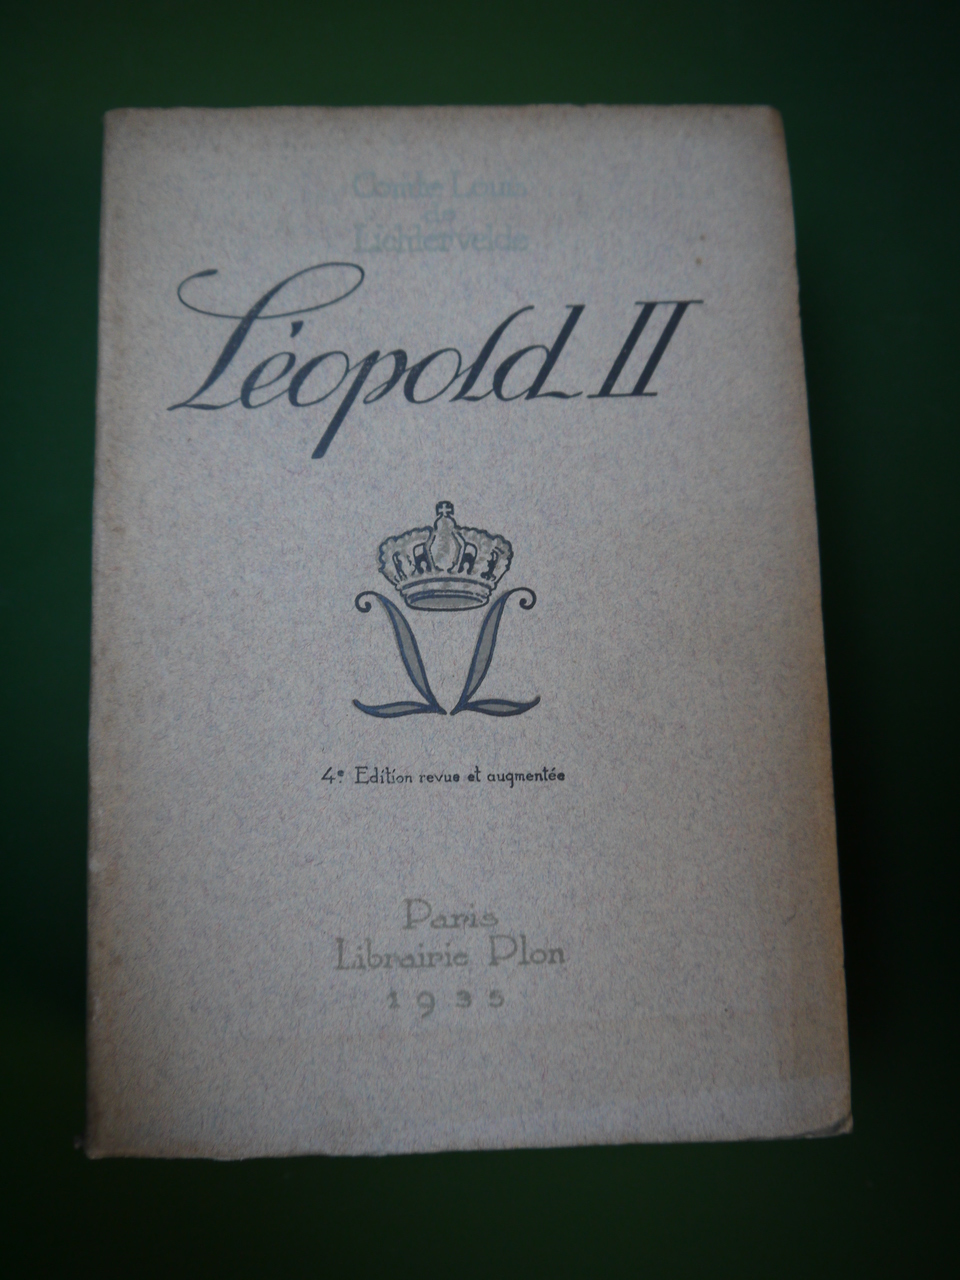 Comte Louis
de
Lichtervelde
Léopold II
4e Edition revue et augmentée
Paris
Librairie Plon
1935